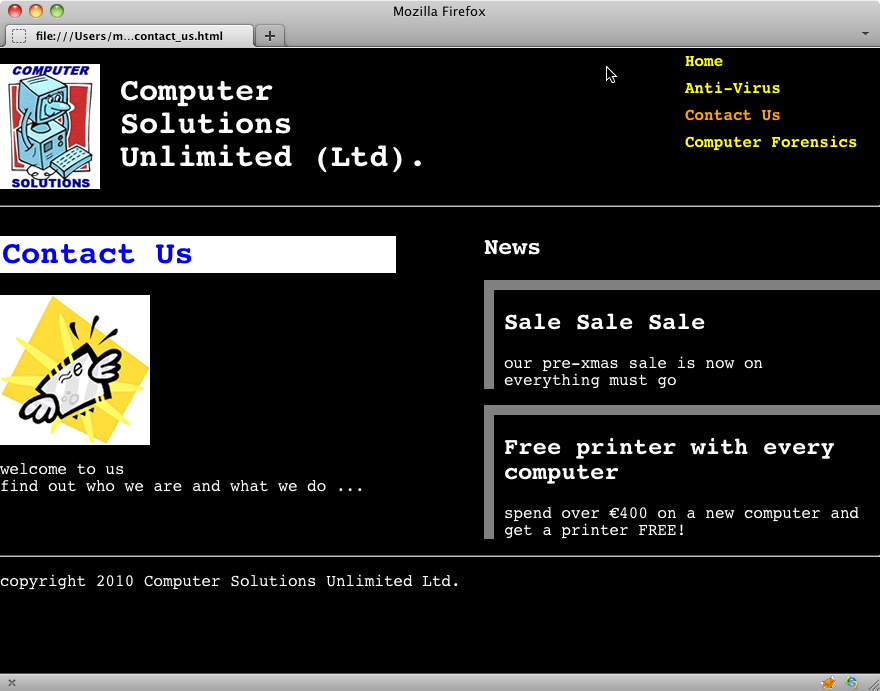 Mozilla Firefox
file:///Users/m...contact_us.html
COMPUTER
SOLUTIONS
Computer
Solutions
Unlimited (Ltd).
Home
Anti-Virus
Contact Us
Computer Forensics
Contact Us
welcome to us
find out who we are and what we do ...
News
Sale Sale Sale
our pre-xmas sale is now on
everything must go
Free printer with every
computer
spend over €400 on a new computer and
get a printer FREE!
copyright 2010 Computer Solutions Unlimited Ltd.